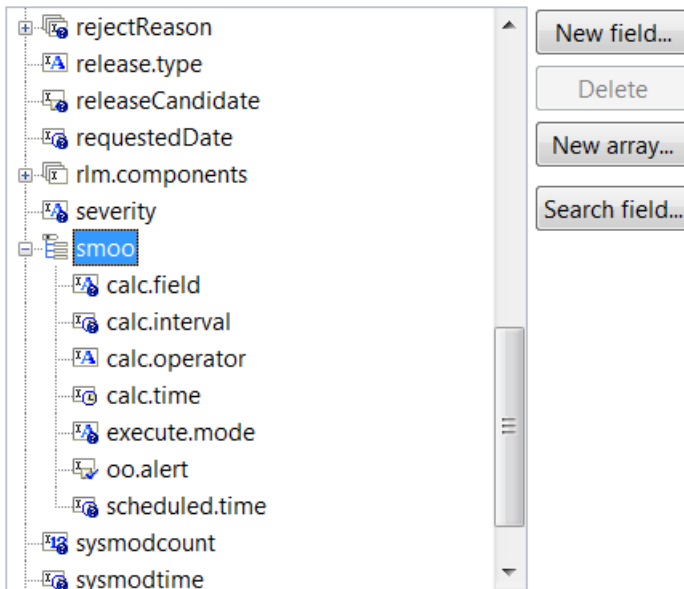 rejectReason
release.type
releaseCandidate
requestedDate
rlm.components
severity
smoo
calc.field
calc.interval
calc.operator
calc.time
execute.mode
oo.alert
scheduled.time
sysmodcount
sysmodtime
New field...
Delete
New array...
Search field...